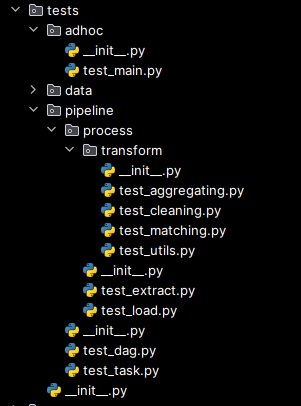 tests
adhoc
__init__.py
test_main.py
data
pipeline
process
transform
__init__.py
test_aggregating.py
test_cleaning.py
test_matching.py
test_utils.py
__init__.py
test_extract.py
test_load.py
__init__.py
test_dag.py
test_task.py
__init__.py